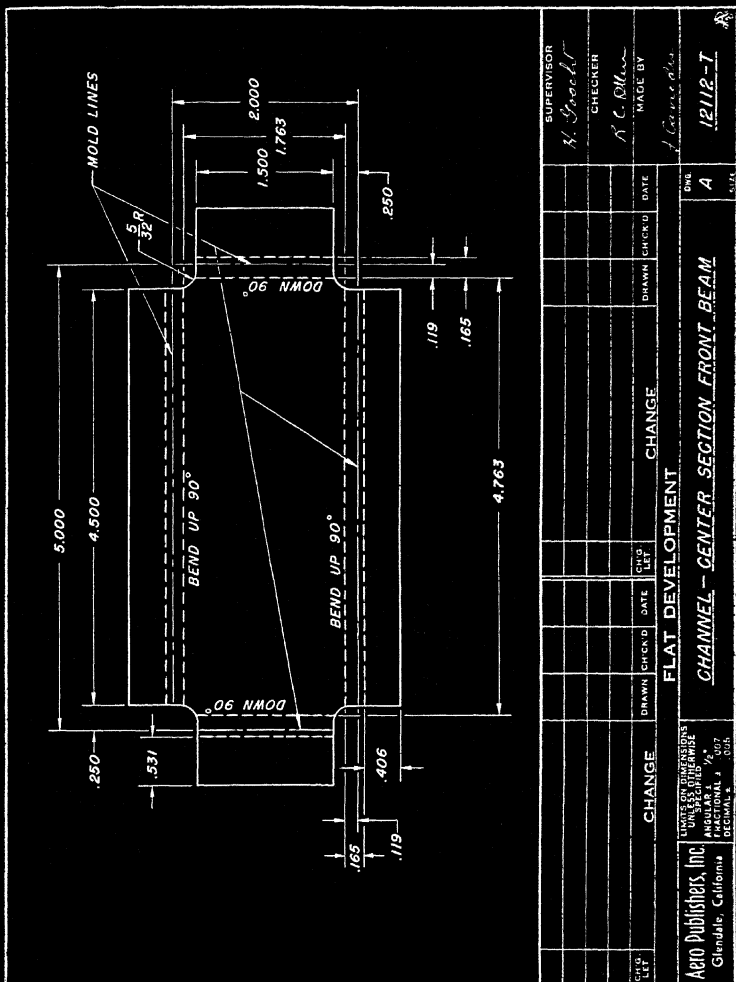 MOLD LINES
5.000
4.500
.250
.531
5/32 R
2.000
1.763
1.500
.250
.119
.165
4.763
BEND UP 90°
BEND UP 90°
DOWN 90°
DOWN 90°
.406
.165
.119
CH'G. LET
CHANGE
DRAWN
CH'CK'D
DATE
CH'G. LET
CHANGE
DRAWN
CH'CK'D
DATE
SUPERVISOR
CHECKER
MADE BY
Aero Publishers, Inc.
Glendale, California
LIMITS ON DIMENSIONS
UNLESS OTHERWISE
SPECIFIED
ANGULAR ± 1/2°
FRACTIONAL ±
DECIMAL ±
FLAT DEVELOPMENT
CHANNEL – CENTER SECTION FRONT BEAM
DWG.
A
12112-T